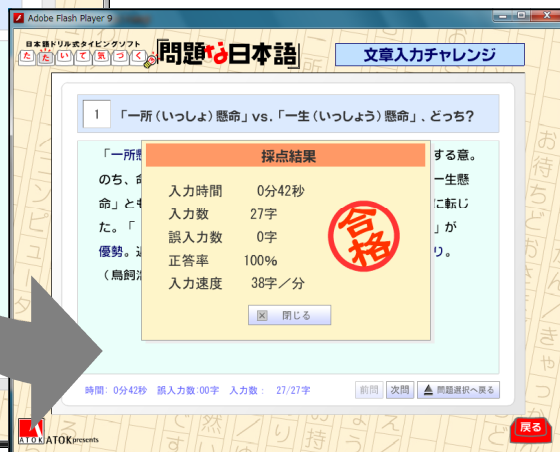 Adobe Flash Player 9
日本語ドリル式タイピングソフト
たたいて気づく
問題な日本語
文章入力チャレンジ
1 「一所(いっしょ)懸命」vs.「一生(いっしょう)懸命」、どっち?
「一所懸 する意。
のち、命 一生懸
命」とも に転じ
た。「 」が
優勢。 り。
(鳥飼
採点結果
入力時間 0分42秒
入力数 27字
誤入力数 0字
正答率 100%
入力速度 38字/分
合格
閉じる
時間: 0分42秒 誤入力数:00字 入力数: 27/27字
前問 次問 問題選択へ戻る
ATOK ATOK presents
戻る